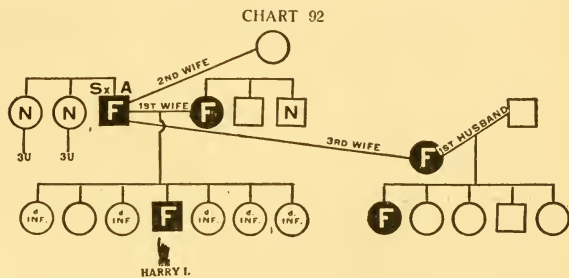 CHART 92
2ND WIFE
Sx A
N N F 1ST WIFE F N
3U 3U
3RD WIFE F 1ST HUSBAND
d. INF. d INF. F d. INF. d. INF. d. INF. F
HARRY I.